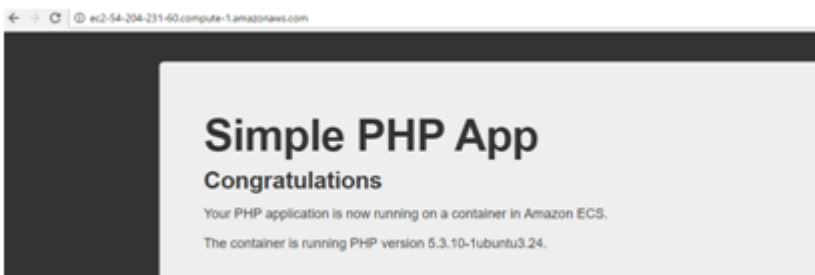 ec2-54-204-231-60.compute-1.amazonaws.com
Simple PHP App
Congratulations
Your PHP application is now running on a container in Amazon ECS.
The container is running PHP version 5.3.10-1ubuntu3.24.